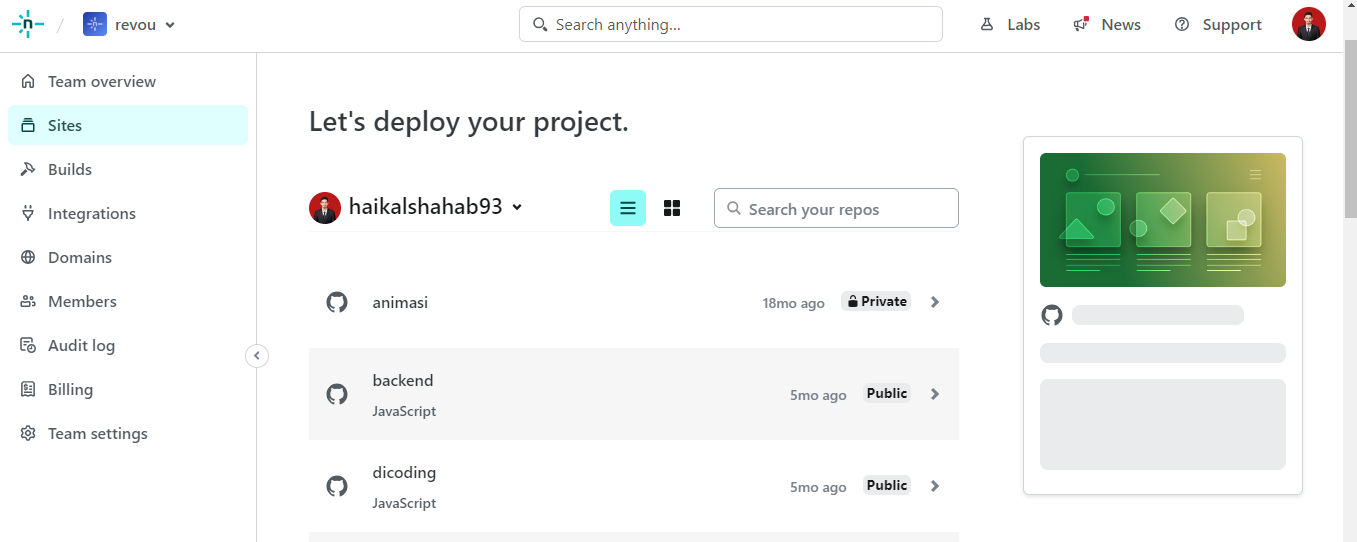 revou
Search anything...
Labs
News
Support
Team overview
Sites
Builds
Integrations
Domains
Members
Audit log
Billing
Team settings
Let's deploy your project.
haikalshahab93
Search your repos
animasi
18mo ago
Private
backend
JavaScript
5mo ago
Public
dicoding
JavaScript
5mo ago
Public